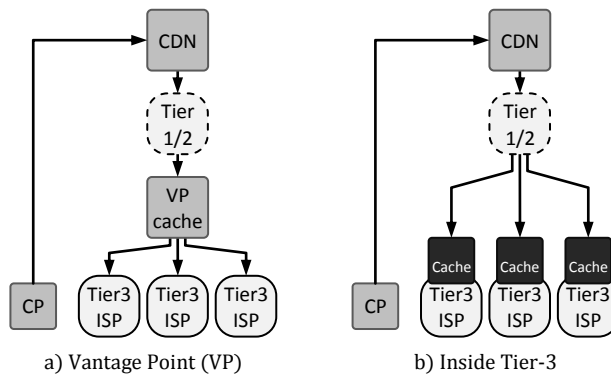 CDN
Tier
1/2
VP
cache
CP
Tier3
ISP
Tier3
ISP
Tier3
ISP
a) Vantage Point (VP)
CDN
Tier
1/2
Cache
Cache
Cache
CP
Tier3
ISP
Tier3
ISP
Tier3
ISP
b) Inside Tier-3